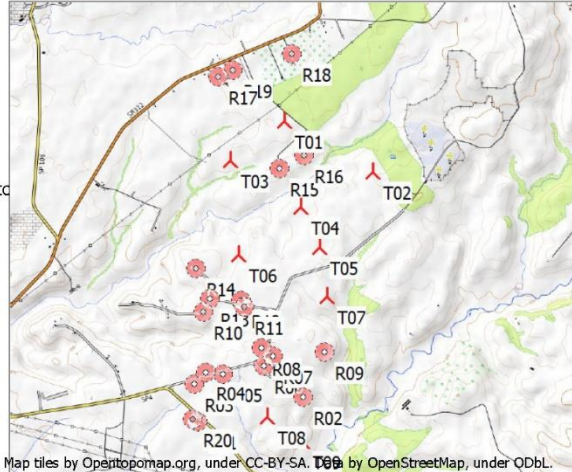 R18
R17
T01
R16
T03
T02
R15
T04
T05
T06
R14
T07
R10
R11
R08
R09
R04
R02
T08
R20
Map tiles by Opentopomap.org, under CC-BY-SA. Data by OpenStreetMap, under ODbL.